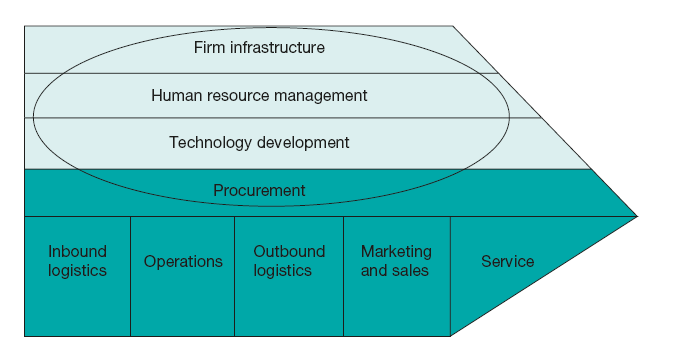 Firm infrastructure
Human resource management
Technology development
Procurement
Inbound
logistics
Operations
Outbound
logistics
Marketing
and sales
Service